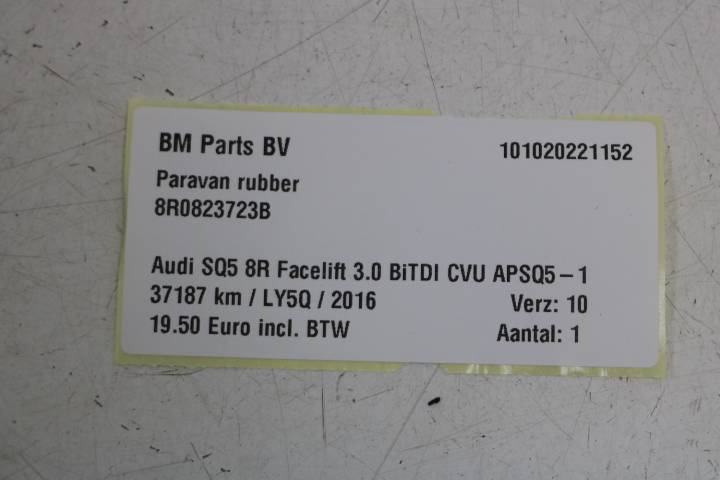 BM Parts BV 101020221152
Paravan rubber
8R0823723B
Audi SQ5 8R Facelift 3.0 BiTDI CVU APSQ5-1
37187 km / LY5Q / 2016 Verz: 10
19.50 Euro incl. BTW Aantal: 1